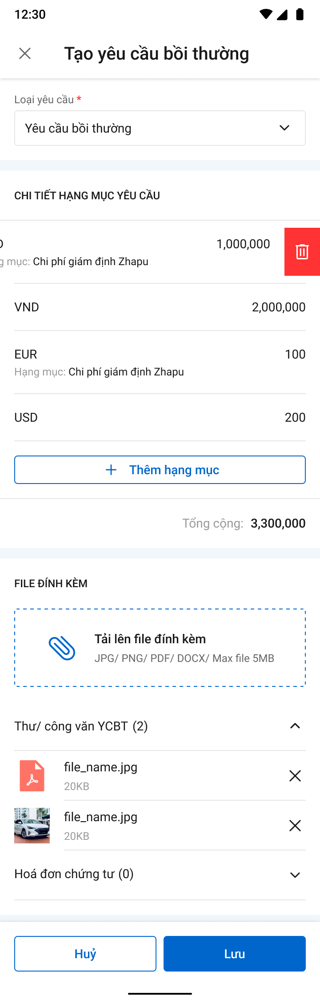 12:30
Tạo yêu cầu bồi thường
Loại yêu cầu *
Yêu cầu bồi thường
CHI TIẾT HẠNG MỤC YÊU CẦU
D 1,000,000
g mục: Chi phí giám định Zhapu
VND 2,000,000
EUR 100
Hạng mục: Chi phí giám định Zhapu
USD 200
Thêm hạng mục
Tổng cộng: 3,300,000
FILE ĐÍNH KÈM
Tải lên file đính kèm
JPG/ PNG/ PDF/ DOCX/ Max file 5MB
Thư/ công văn YCBT (2)
file_name.jpg
20KB
file_name.jpg
20KB
Hoá đơn chứng tư (0)
Huỷ
Lưu